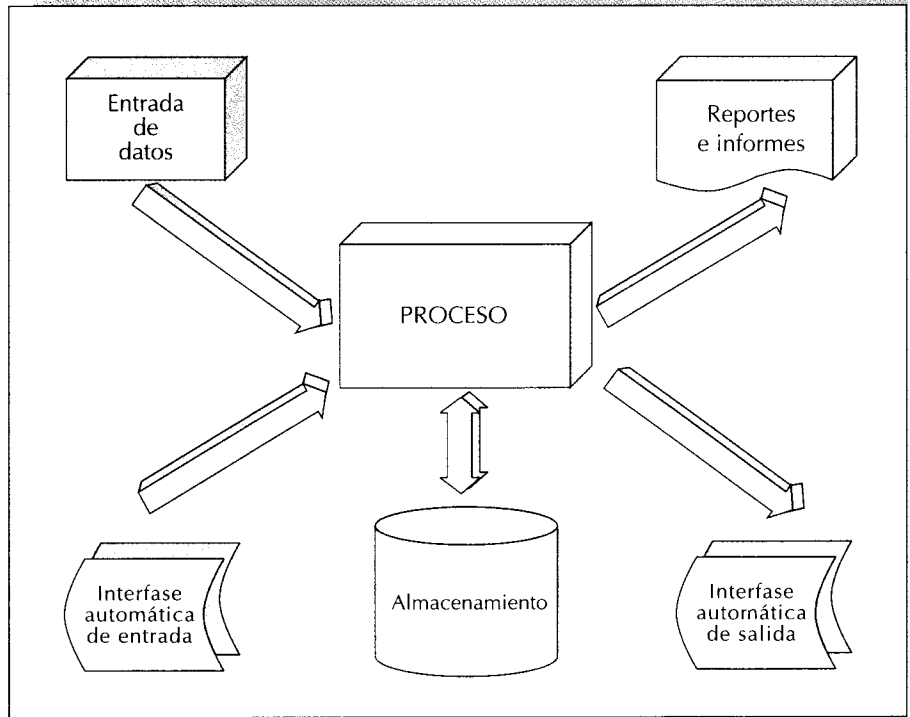 Entrada
de
datos
Reportes
e informes
PROCESO
Interfase
automática
de entrada
Almacenamiento
Interfase
automática
de salida